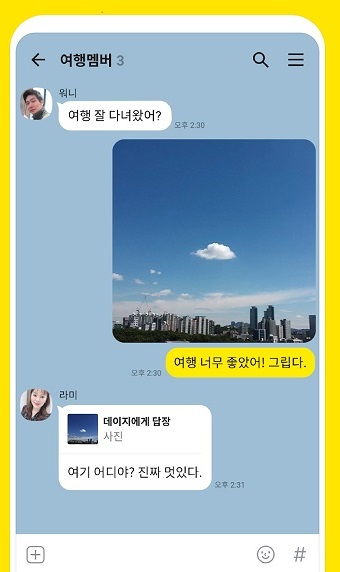 여행멤버 3
워니
여행 잘 다녀왔어?
오후 2:30
여행 너무 좋았어! 그립다.
오후 2:30
라미
데이지에게 답장
사진
여기 어디야? 진짜 멋있다.
오후 2:31
#